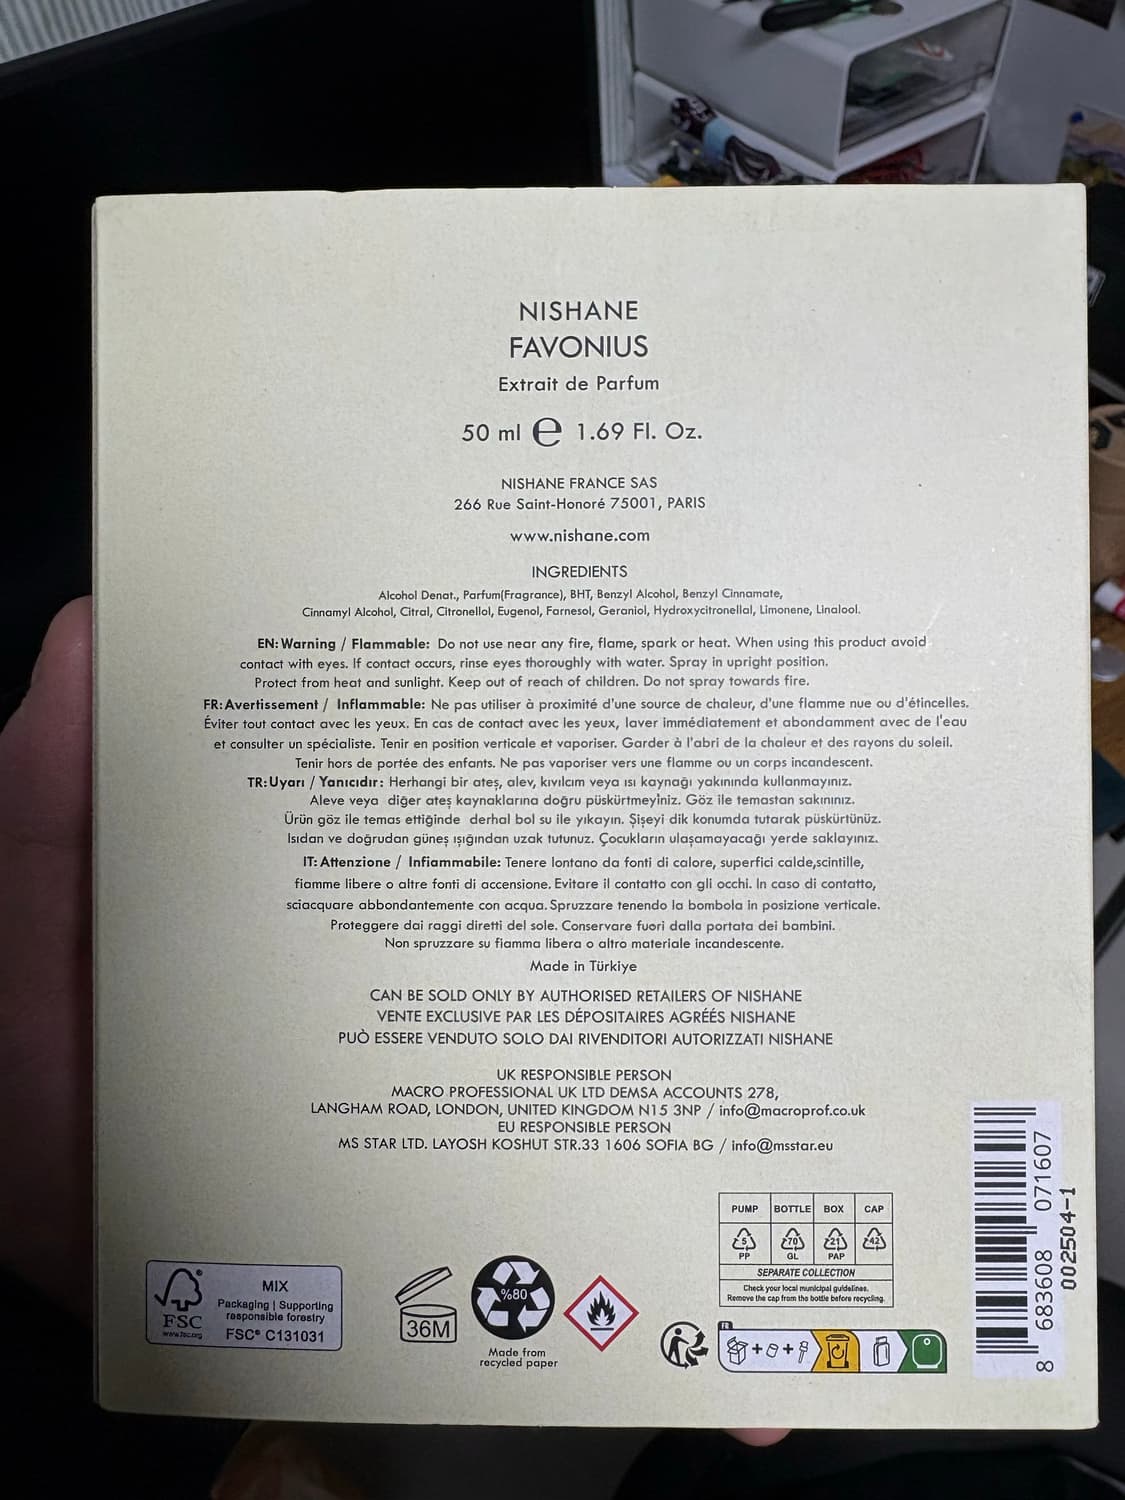 NISHANE
FAVONIUS
Extrait de Parfum
50 ml ℮ 1.69 Fl. Oz.
NISHANE FRANCE SAS
266 Rue Saint-Honoré 75001, PARIS
www.nishane.com
INGREDIENTS
Alcohol Denat., Parfum(Fragrance), BHT, Benzyl Alcohol, Benzyl Cinnamate,
Cinnamyl Alcohol, Citral, Citronellol, Eugenol, Farnesol, Geraniol, Hydroxycitronellal, Limonene, Linalool.
EN: Warning / Flammable: Do not use near any fire, flame, spark or heat. When using this product avoid
contact with eyes. If contact occurs, rinse eyes thoroughly with water. Spray in upright position.
Protect from heat and sunlight. Keep out of reach of children. Do not spray towards fire.
FR: Avertissement / Inflammable: Ne pas utiliser à proximité d'une source de chaleur, d'une flamme nue ou d'étincelles.
Éviter tout contact avec les yeux. En cas de contact avec les yeux, laver immédiatement et abondamment avec de l'eau
et consulter un spécialiste. Tenir en position verticale et vaporiser. Garder à l'abri de la chaleur et des rayons du soleil.
Tenir hors de portée des enfants. Ne pas vaporiser vers une flamme ou un corps incandescent.
TR: Uyarı / Yanıcıdır: Herhangi bir ateş, alev, kıvılcım veya ısı kaynağı yakınında kullanmayınız.
Aleve veya diğer ateş kaynaklarına doğru püskürtmeyiniz. Göz ile temastan sakınınız.
Ürün göz ile temas ettiğinde derhal bol su ile yıkayın. Şişeyi dik konumda tutarak püskürtünüz.
Isıdan ve doğrudan güneş ışığından uzak tutunuz. Çocukların ulaşamayacağı yerde saklayınız.
IT: Attenzione / Infiammabile: Tenere lontano da fonti di calore, superfici calde,scintille,
fiamme libere o altre fonti di accensione. Evitare il contatto con gli occhi. In caso di contatto,
sciacquare abbondantemente con acqua. Spruzzare tenendo la bombola in posizione verticale.
Proteggere dai raggi diretti del sole. Conservare fuori dalla portata dei bambini.
Non spruzzare su fiamma libera o altro materiale incandescente.
Made in Türkiye
CAN BE SOLD ONLY BY AUTHORISED RETAILERS OF NISHANE
VENTE EXCLUSIVE PAR LES DÉPOSITAIRES AGRÉÉS NISHANE
PUÒ ESSERE VENDUTO SOLO DAI RIVENDITORI AUTORIZZATI NISHANE
UK RESPONSIBLE PERSON
MACRO PROFESSIONAL UK LTD DEMSA ACCOUNTS 278,
LANGHAM ROAD, LONDON, UNITED KINGDOM N15 3NP / info@macroprof.co.uk
EU RESPONSIBLE PERSON
MS STAR LTD. LAYOSH KOSHUT STR.33 1606 SOFIA BG / info@msstar.eu
FSC
www.fsc.org
MIX
Packaging | Supporting
responsible forestry
FSC® C131031
36M
%80
Made from
recycled paper
PUMP BOTTLE BOX CAP
5 70 21 42
PP GL PAP
SEPARATE COLLECTION
Check your local municipal guidelines.
Remove the cap from the bottle before recycling.
FR
+ +
8 683608 071607
002504-1